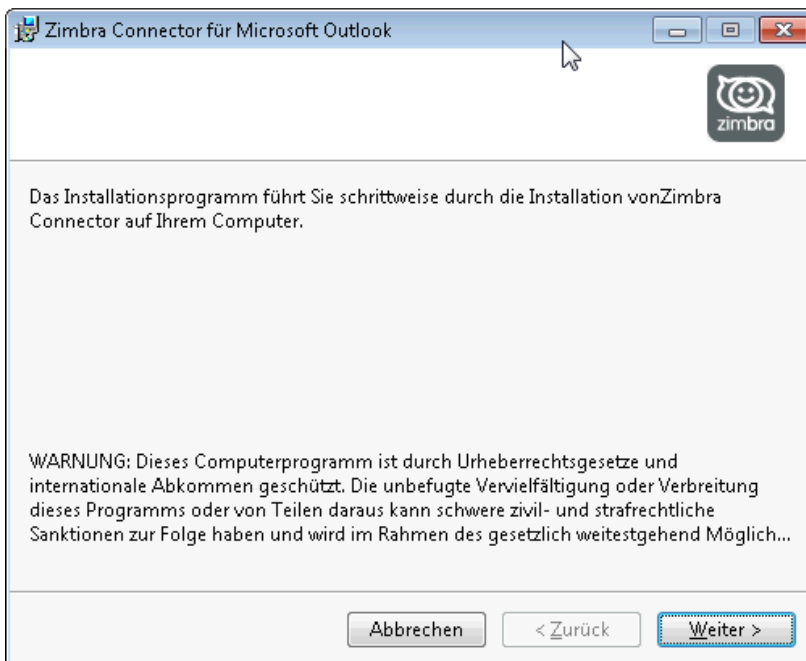 Zimbra Connector für Microsoft Outlook
zimbra
Das Installationsprogramm führt Sie schrittweise durch die Installation vonZimbra
Connector auf Ihrem Computer.
WARNUNG: Dieses Computerprogramm ist durch Urheberrechtsgesetze und
internationale Abkommen geschützt. Die unbefugte Vervielfältigung oder Verbreitung
dieses Programms oder von Teilen daraus kann schwere zivil- und strafrechtliche
Sanktionen zur Folge haben und wird im Rahmen des gesetzlich weitestgehend Möglich...
Abbrechen
< Zurück
Weiter >